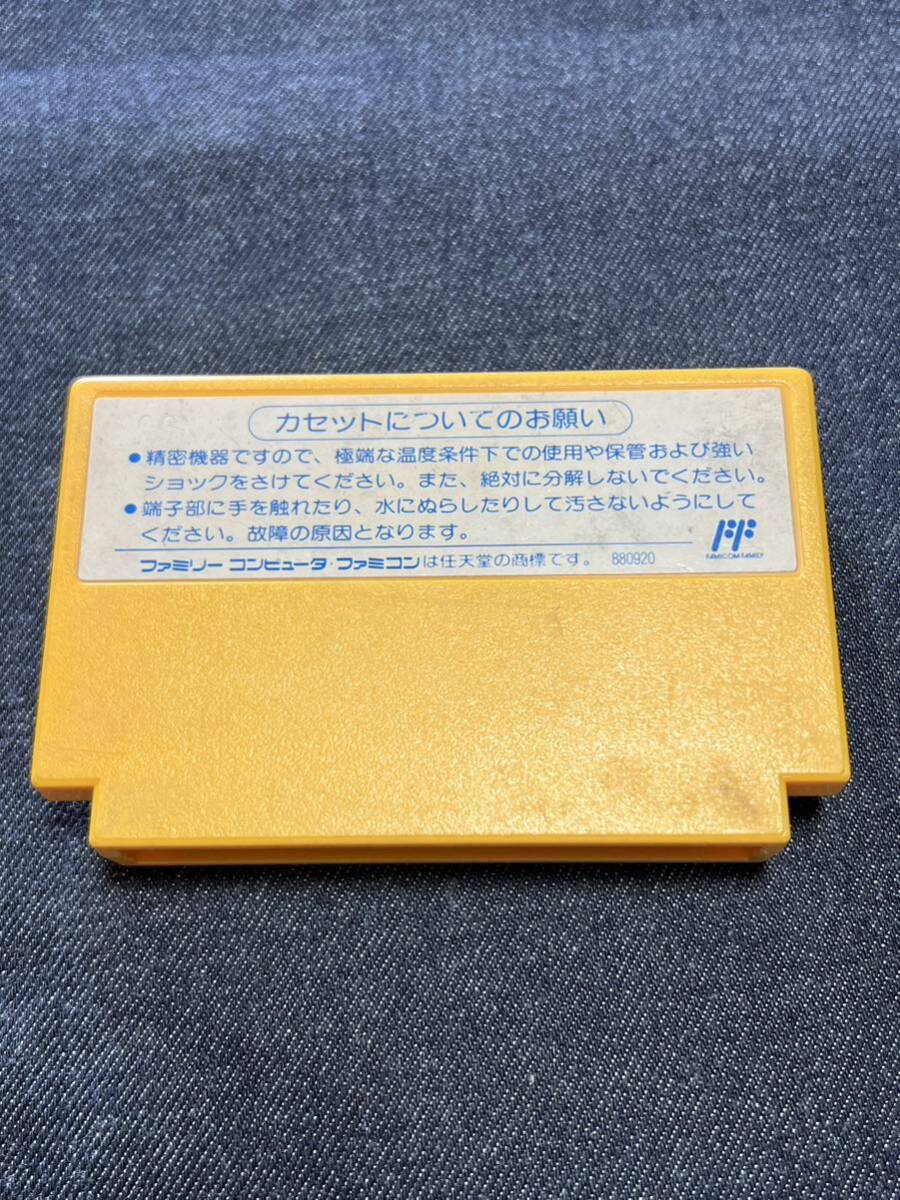 カセットについてのお願い
●精密機器ですので、極端な温度条件下での使用や保管および強い
ショックをさけてください。また、絶対に分解しないでください。
●端子部に手を触れたり、水にぬらしたりして汚さないようにして
ください。故障の原因となります。
FAMICOM FAMILY
ファミリー コンピュータ・ファミコンは任天堂の商標です。 880920